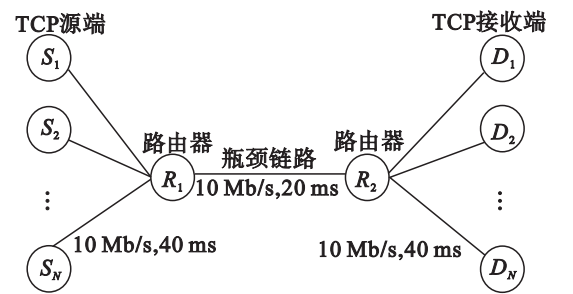 TCP源端
TCP接收端
S1
D1
S2
D2
路由器
瓶颈链路
路由器
R1
10 Mb/s,20 ms
R2
⋮
⋮
10 Mb/s,40 ms
10 Mb/s,40 ms
SN
DN